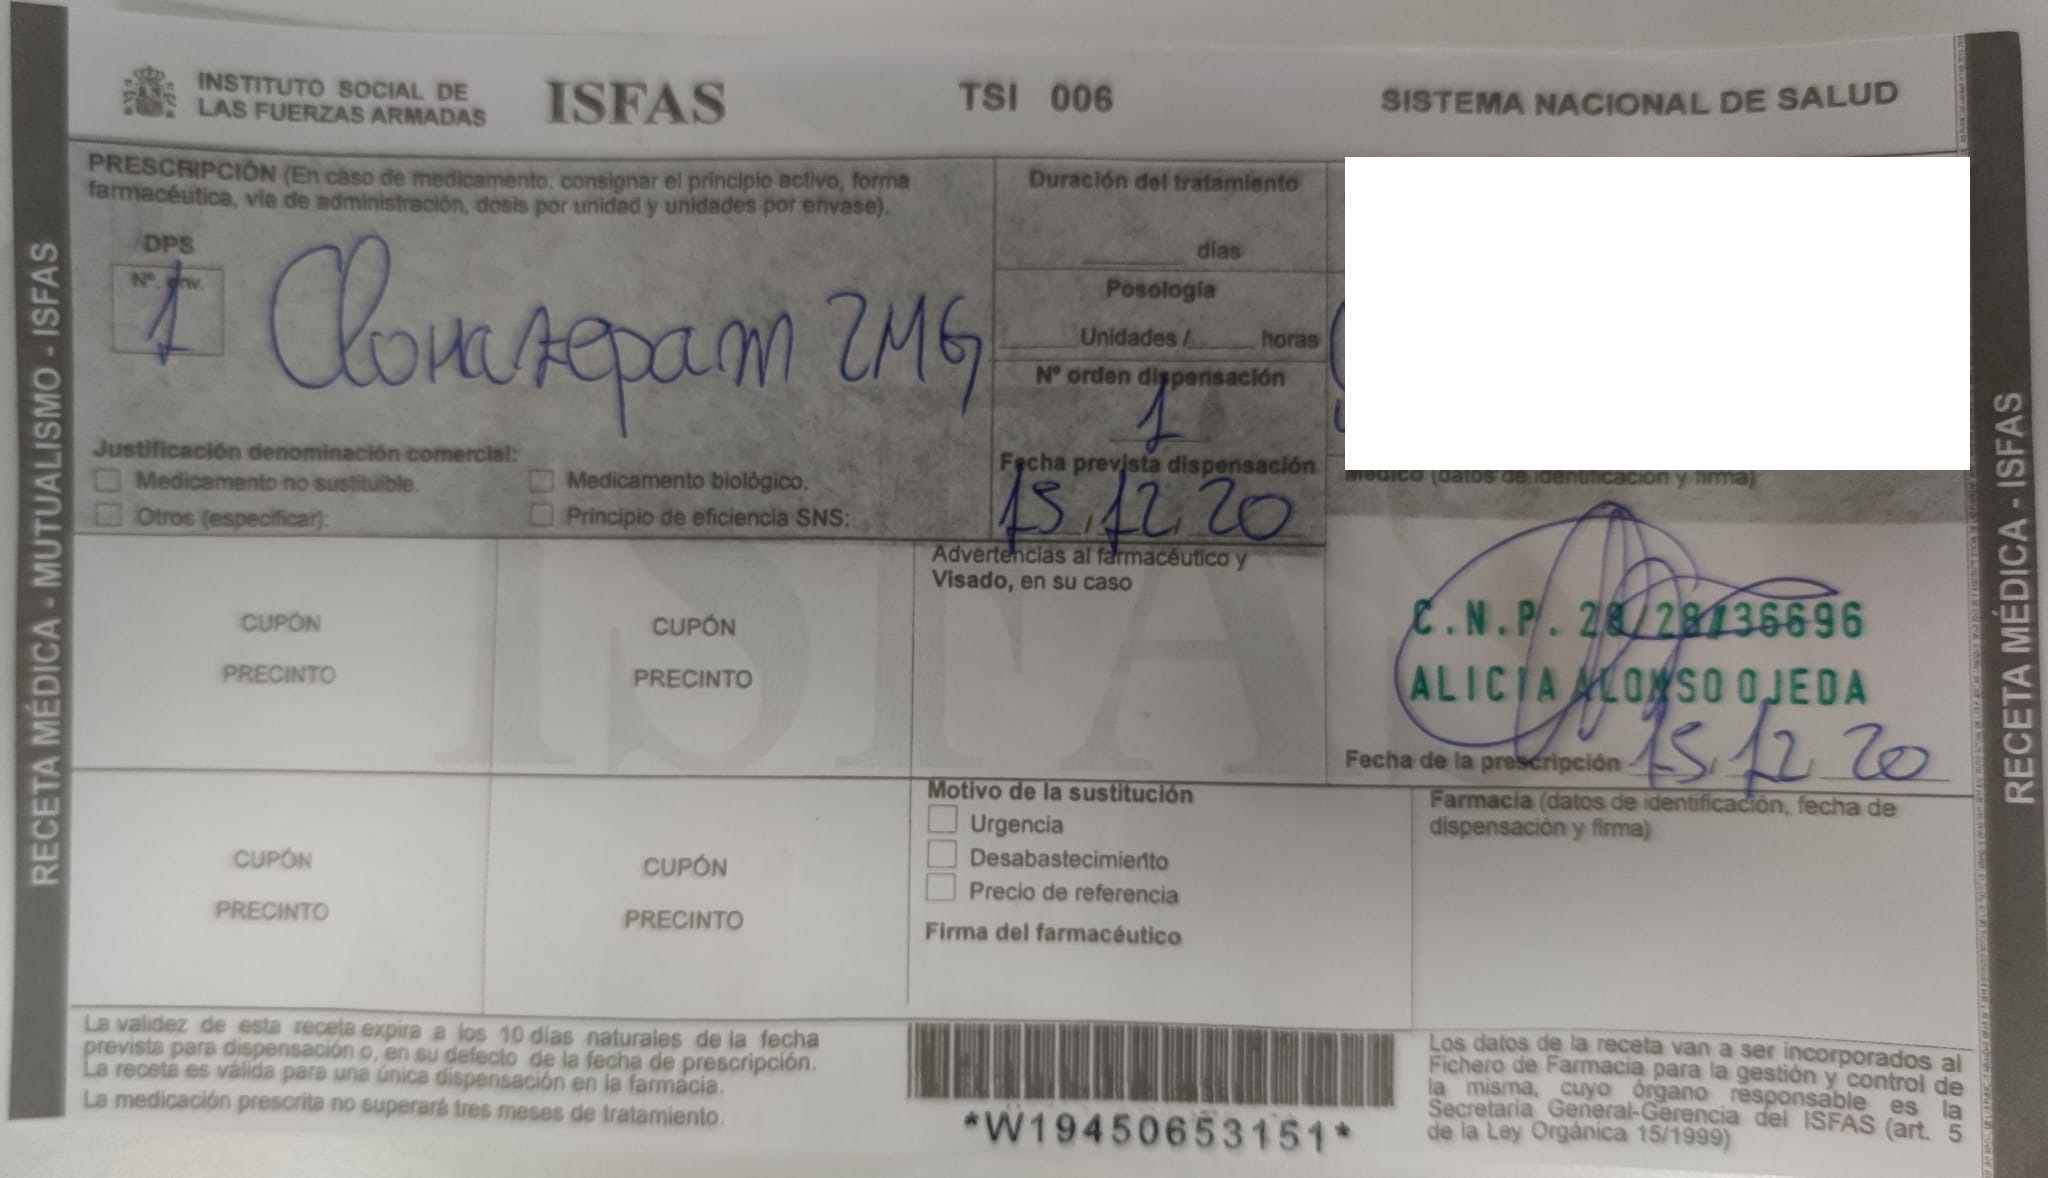 INSTITUTO SOCIAL DE
LAS FUERZAS ARMADAS
ISFAS
TSI 006
SISTEMA NACIONAL DE SALUD
RECETA MÉDICA - MUTUALISMO - ISFAS
PRESCRIPCIÓN (En caso de medicamento, consignar el principio activo, forma
farmacéutica, vía de administración, dosis por unidad y unidades por envase).
DPS
Nº. env.
1
Clonazepam 2MG
Justificación denominación comercial:
Medicamento no sustituible.
Medicamento biológico.
Otros (especificar):
Principio de eficiencia SNS:
Duración del tratamiento
días
Posología
Unidades / horas
Nº orden dispensación
1
Fecha prevista dispensación
15.12.20
Médico (datos de identificación y firma)
C.N.P. 28/28/36696
ALICIA ALONSO OJEDA
Fecha de la prescripción 15.12.20
CUPÓN
PRECINTO
CUPÓN
PRECINTO
Advertencias al farmacéutico y
Visado, en su caso
CUPÓN
PRECINTO
CUPÓN
PRECINTO
Motivo de la sustitución
Urgencia
Desabastecimiento
Precio de referencia
Firma del farmacéutico
Farmacia (datos de identificación, fecha de
dispensación y firma)
La validez de esta receta expira a los 10 días naturales de la fecha
prevista para dispensación o, en su defecto de la fecha de prescripción.
La receta es válida para una única dispensación en la farmacia.
La medicación prescrita no superará tres meses de tratamiento.
*W19450653151*
Los datos de la receta van a ser incorporados al
Fichero de Farmacia para la gestión y control de
la misma, cuyo órgano responsable es la
Secretaría General-Gerencia del ISFAS (art. 5
de la Ley Orgánica 15/1999)
RECETA MÉDICA - ISFAS